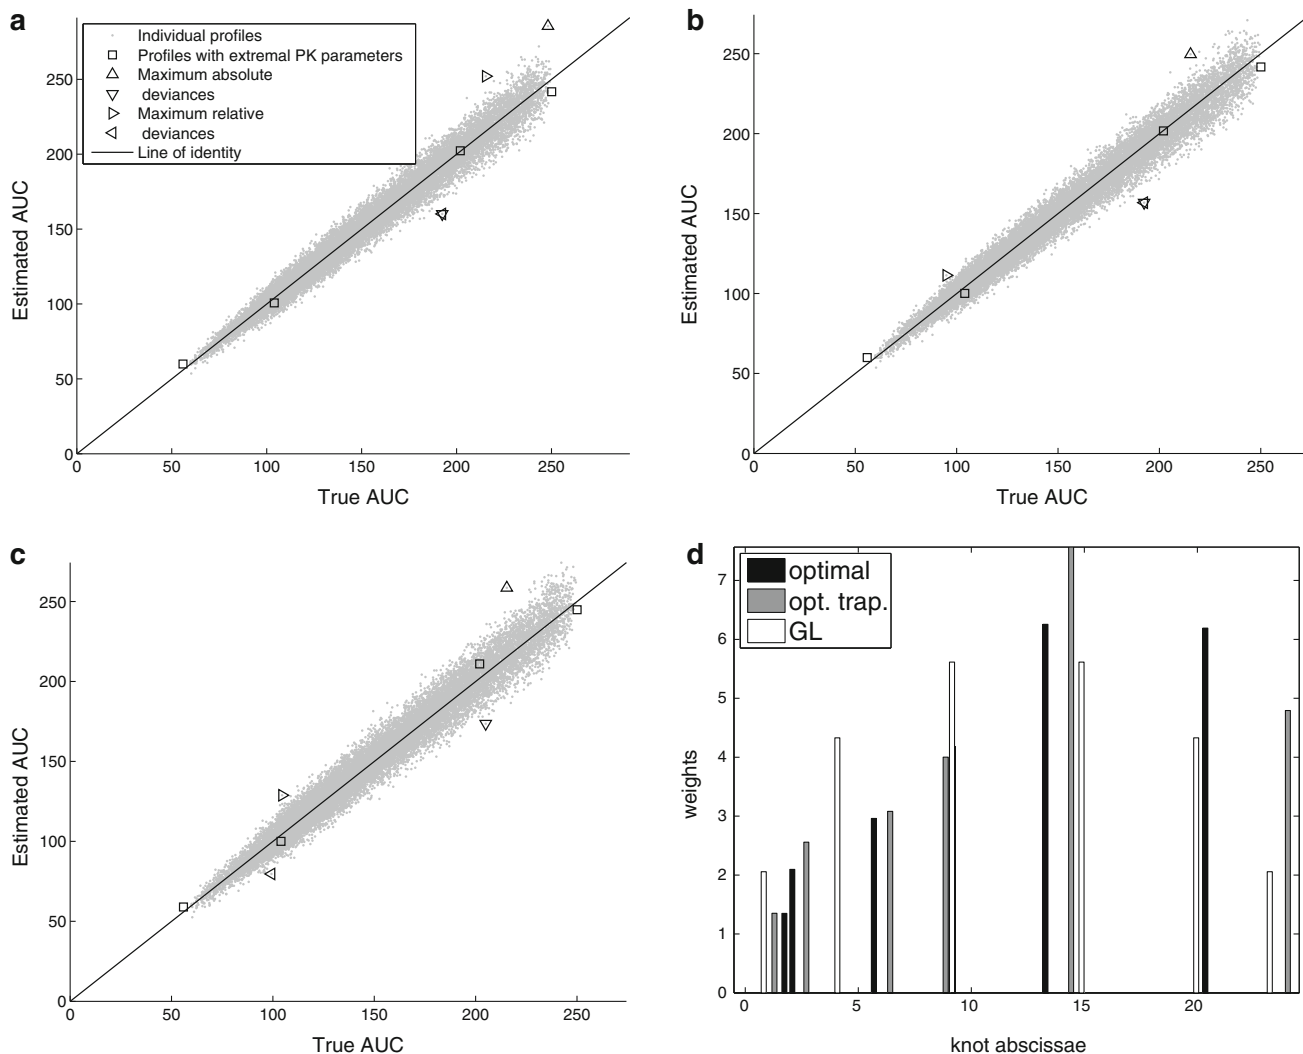 a
Individual profiles
Profiles with extremal PK parameters
Maximum absolute
deviances
Maximum relative
deviances
Line of identity
250
200
150
100
50
0
0 50 100 150 200 250
Estimated AUC
True AUC
b
250
200
150
100
50
0
0 50 100 150 200 250
Estimated AUC
True AUC
c
250
200
150
100
50
0
0 50 100 150 200 250
Estimated AUC
True AUC
d
optimal
opt. trap.
GL
7
6
5
4
3
2
1
0
0 5 10 15 20
weights
knot abscissae